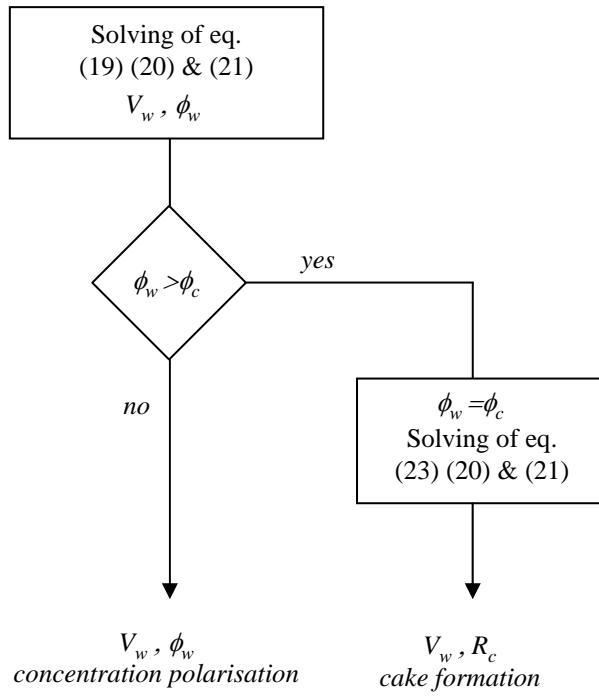 Solving of eq.
(19) (20) & (21)
V_w , ϕ_w
ϕ_w >ϕ_c
yes
no
ϕ_w =ϕ_c
Solving of eq.
(23) (20) & (21)
V_w , ϕ_w
concentration polarisation
V_w , R_c
cake formation